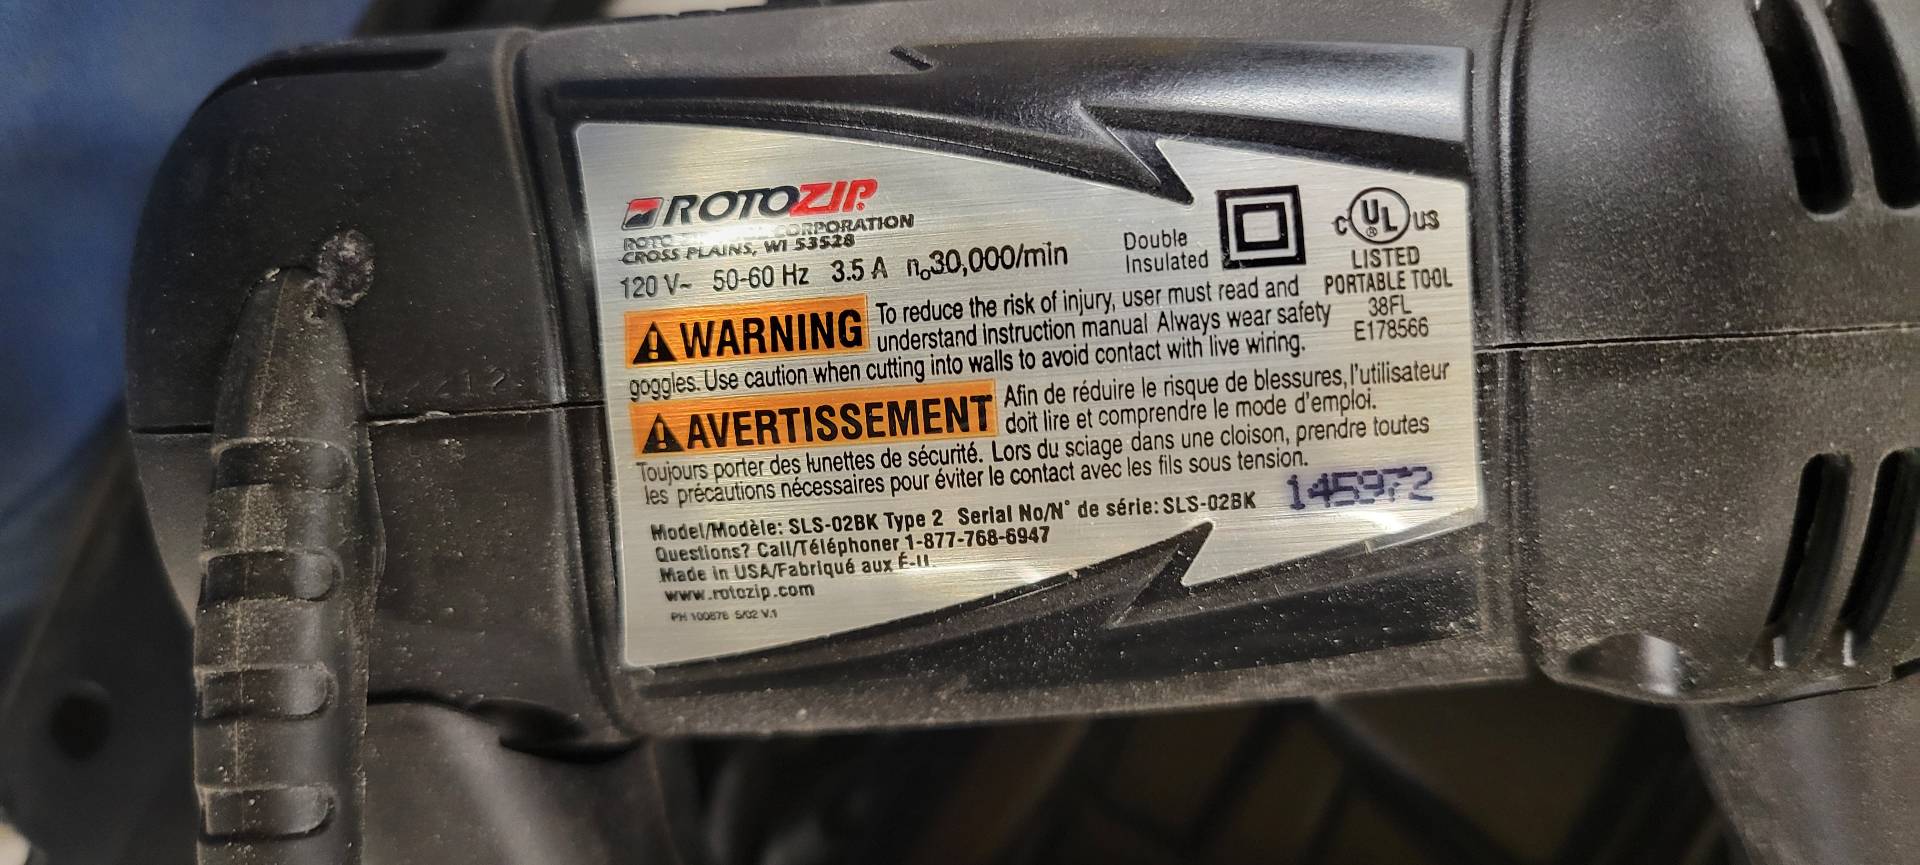 ROTOZIP®
ROTO CORPORATION
CROSS PLAINS, WI 53528
120 V~ 50-60 Hz 3.5 A n₀30,000/min
Double
Insulated
C UL ® US
LISTED
PORTABLE TOOL
38FL
E178566
WARNING To reduce the risk of injury, user must read and
understand instruction manual Always wear safety
goggles. Use caution when cutting into walls to avoid contact with live wiring.
AVERTISSEMENT Afin de réduire le risque de blessures, l'utilisateur
doit lire et comprendre le mode d'emploi.
Toujours porter des lunettes de sécurité. Lors du sciage dans une cloison, prendre toutes
les précautions nécessaires pour éviter le contact avec les fils sous tension.
Model/Modèle: SLS-02BK Type 2 Serial No/N° de série: SLS-02BK 145972
Questions? Call/Téléphoner 1-877-768-6947
Made in USA/Fabriqué aux É-U
www.rotozip.com
PH 100878 5/02 V.1